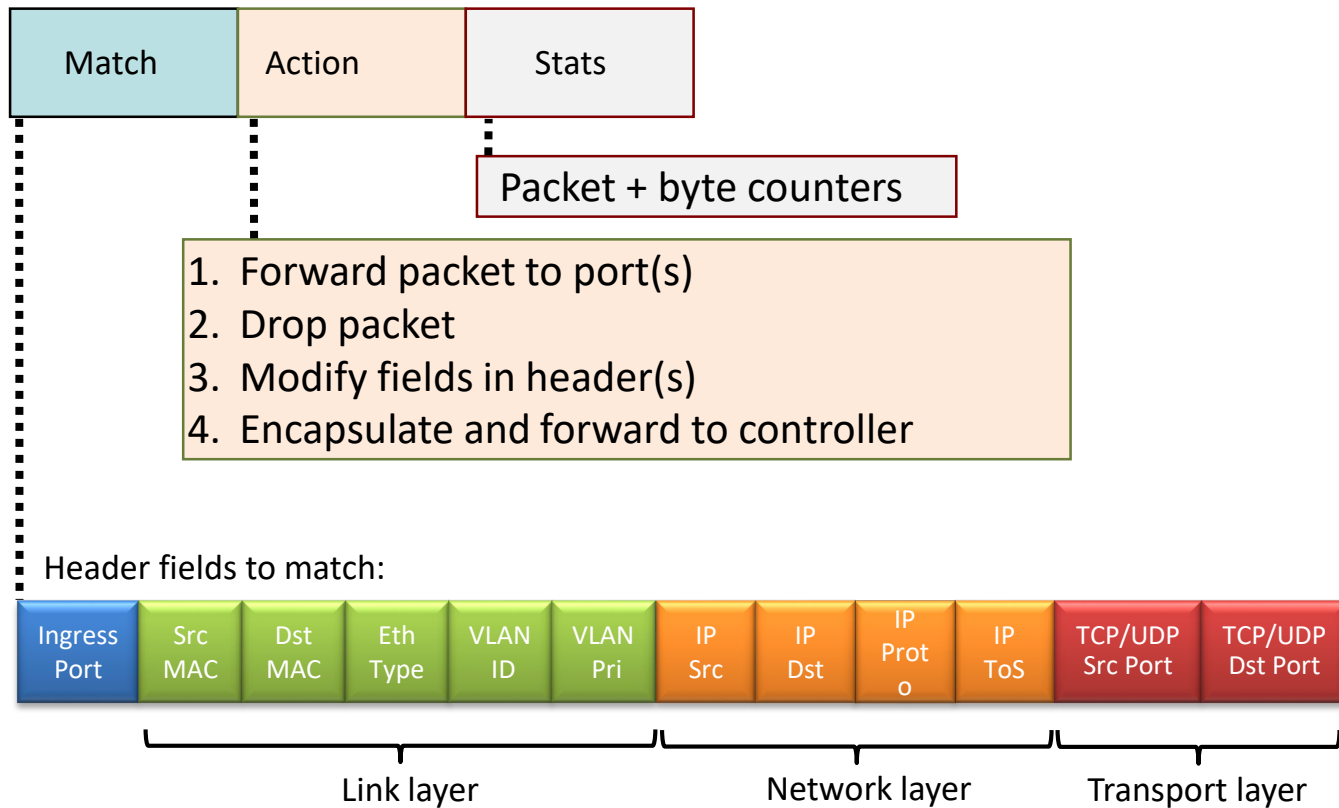 Match Action Stats
Packet + byte counters
1. Forward packet to port(s)
2. Drop packet
3. Modify fields in header(s)
4. Encapsulate and forward to controller
Header fields to match:
Ingress
Port
Src
MAC
Dst
MAC
Eth
Type
VLAN
ID
VLAN
Pri
IP
Src
IP
Dst
IP
Prot
o
IP
ToS
TCP/UDP
Src Port
TCP/UDP
Dst Port
Link layer Network layer Transport layer